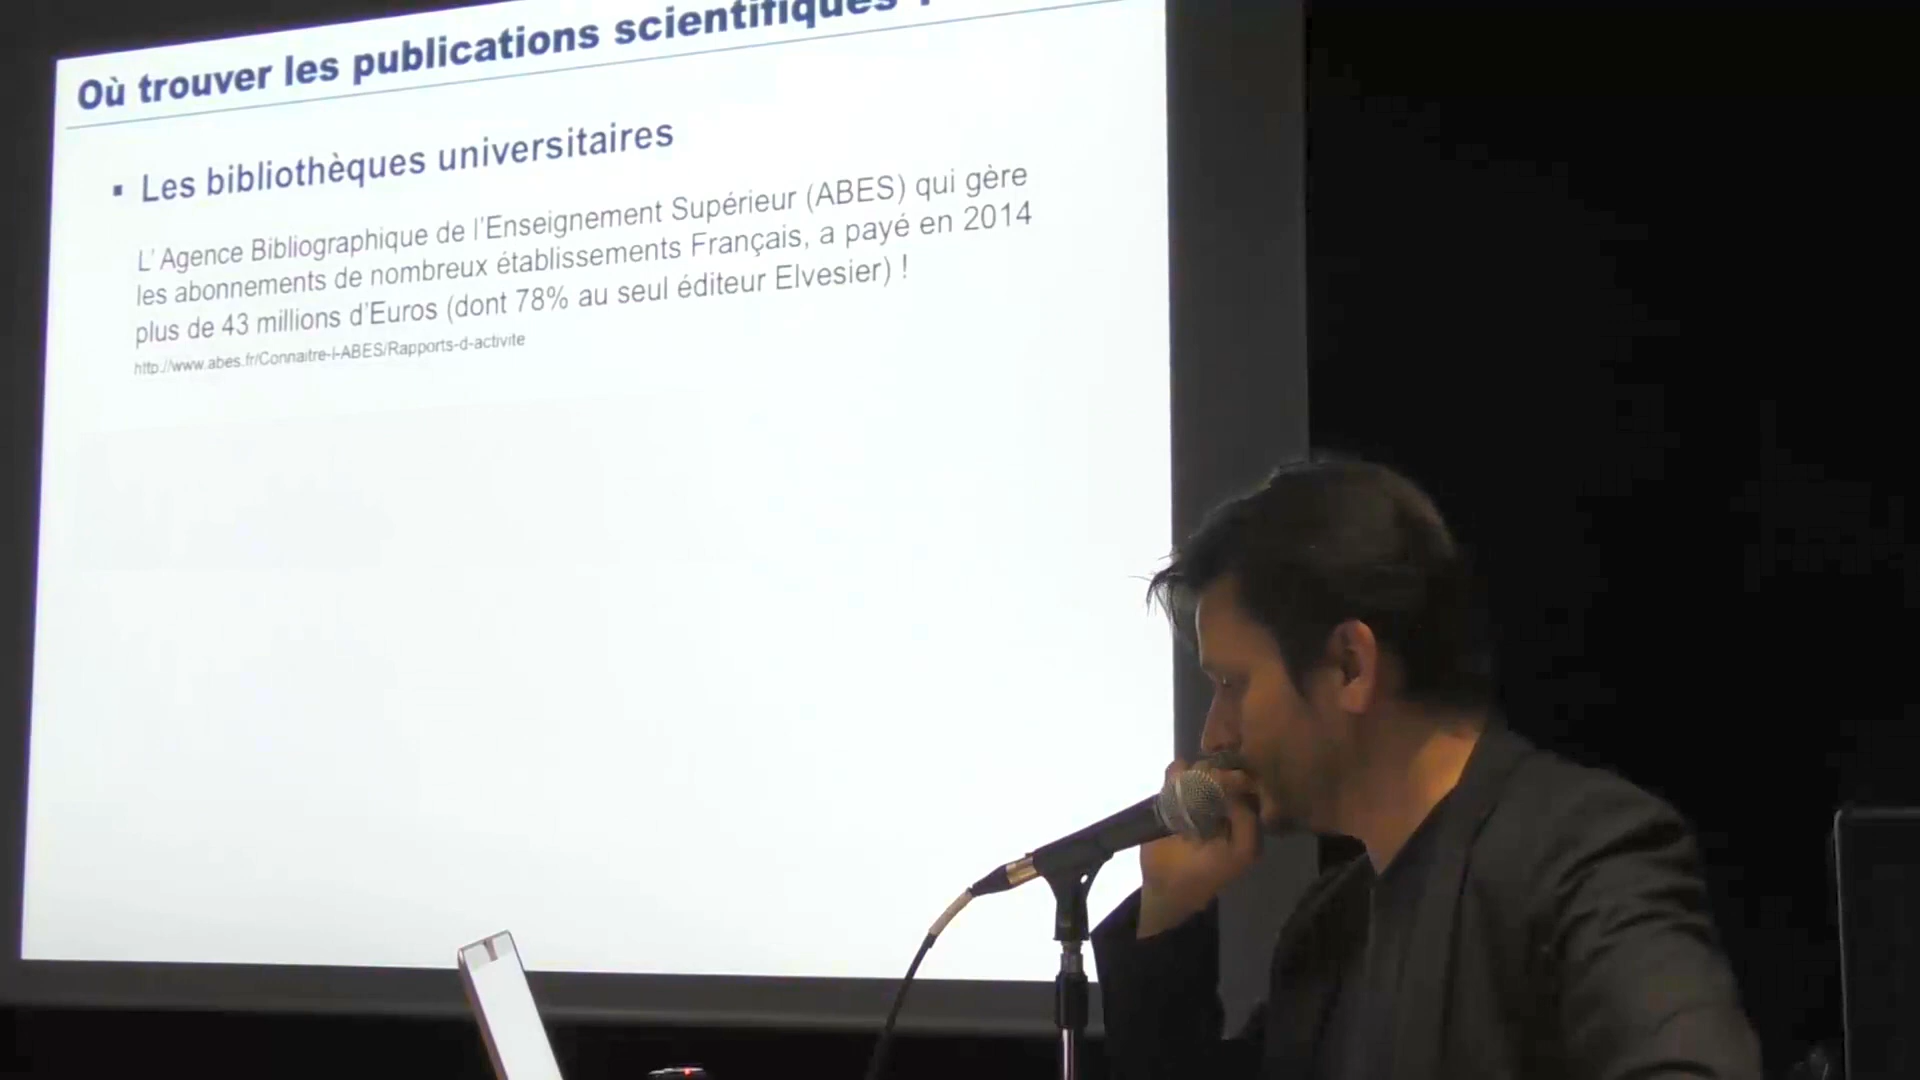 Où trouver les publications scientifiques
▪ Les bibliothèques universitaires
L' Agence Bibliographique de l'Enseignement Supérieur (ABES) qui gère
les abonnements de nombreux établissements Français, a payé en 2014
plus de 43 millions d'Euros (dont 78% au seul éditeur Elvesier) !
http://www.abes.fr/Connaitre-l-ABES/Rapports-d-activite